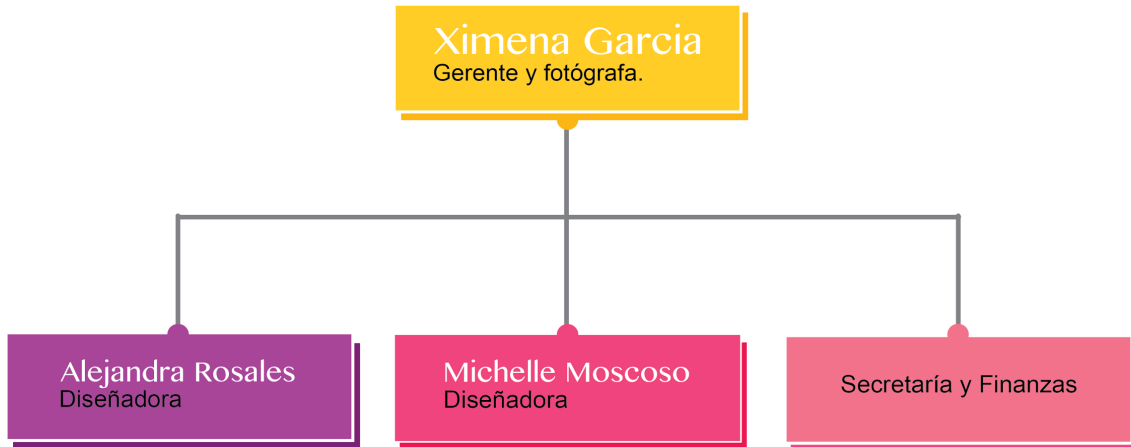 Ximena Garcia
Gerente y fotógrafa.
Alejandra Rosales
Diseñadora
Michelle Moscoso
Diseñadora
Secretaría y Finanzas